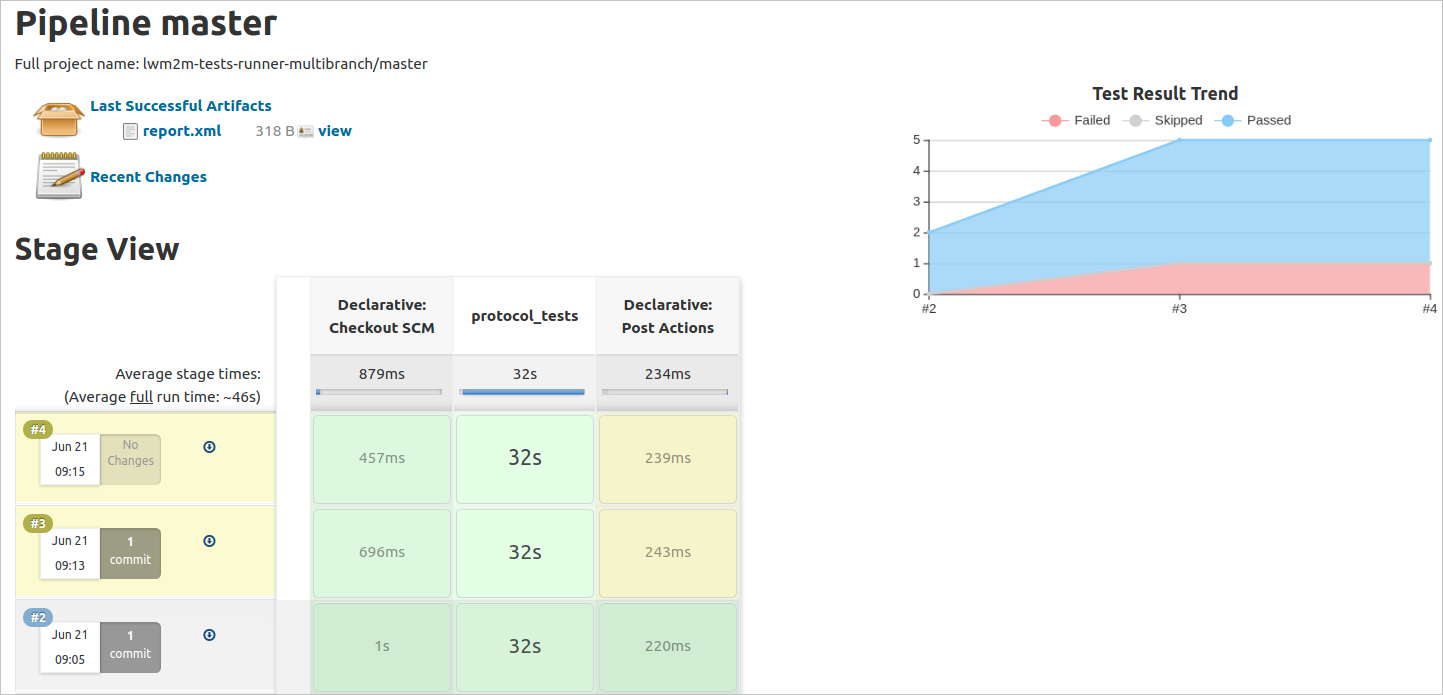 Pipeline master
Full project name: lwm2m-tests-runner-multibranch/master
Last Successful Artifacts
report.xml 318 B view
Recent Changes
Test Result Trend
Failed Skipped Passed
5
4
3
2
1
0
#2 #3 #4
Stage View
Declarative: Checkout SCM
protocol_tests
Declarative: Post Actions
Average stage times:
(Average full run time: ~46s)
879ms 32s 234ms
#4
Jun 21
09:15
No Changes
457ms 32s 239ms
#3
Jun 21
09:13
1 commit
696ms 32s 243ms
#2
Jun 21
09:05
1 commit
1s 32s 220ms